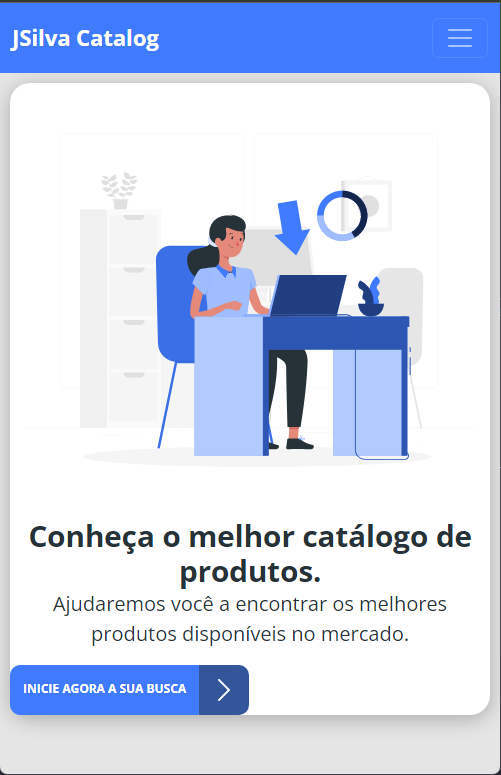 JSilva Catalog
Conheça o melhor catálogo de
produtos.
Ajudaremos você a encontrar os melhores
produtos disponíveis no mercado.
INICIE AGORA A SUA BUSCA